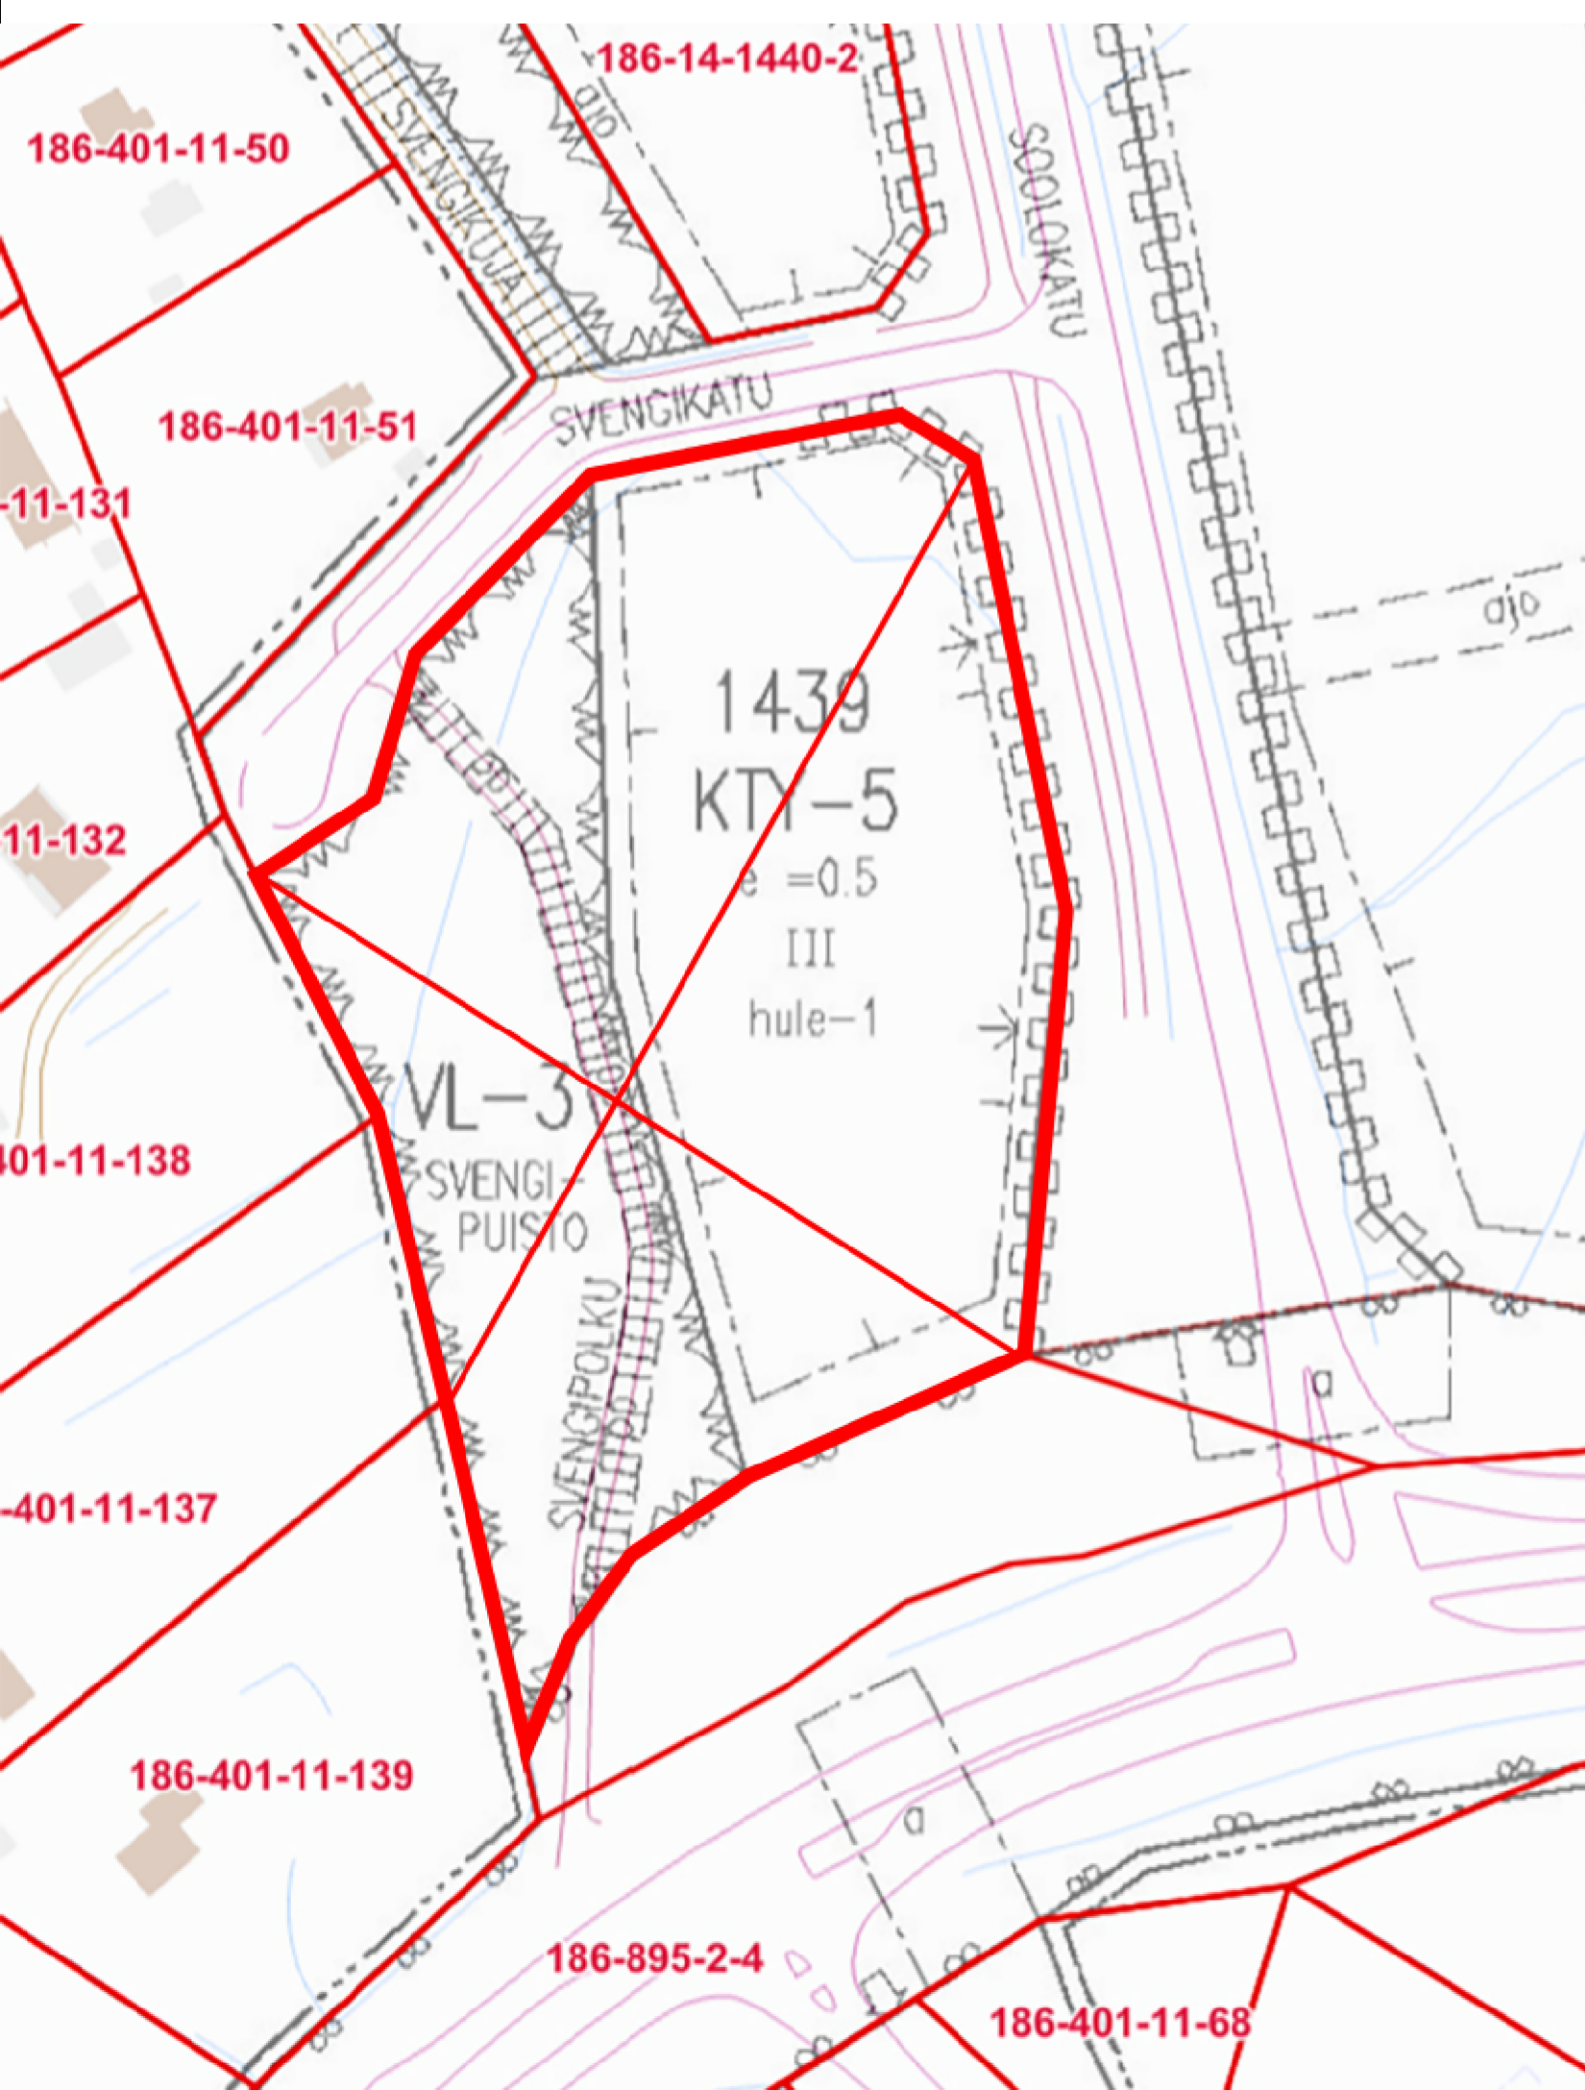 186-14-1440-2
ajo
186-401-11-50
SVENGIKUJA
SOOLOKATU
SVENGIKATU
186-401-11-51
-11-131
ajo
1439
KTY-5
e =0.5
III
hule-1
11-132
VL-3
SVENGI-
PUISTO
401-11-138
SVENGIPOLKU
a
-401-11-137
186-401-11-139
a
186-895-2-4
186-401-11-68